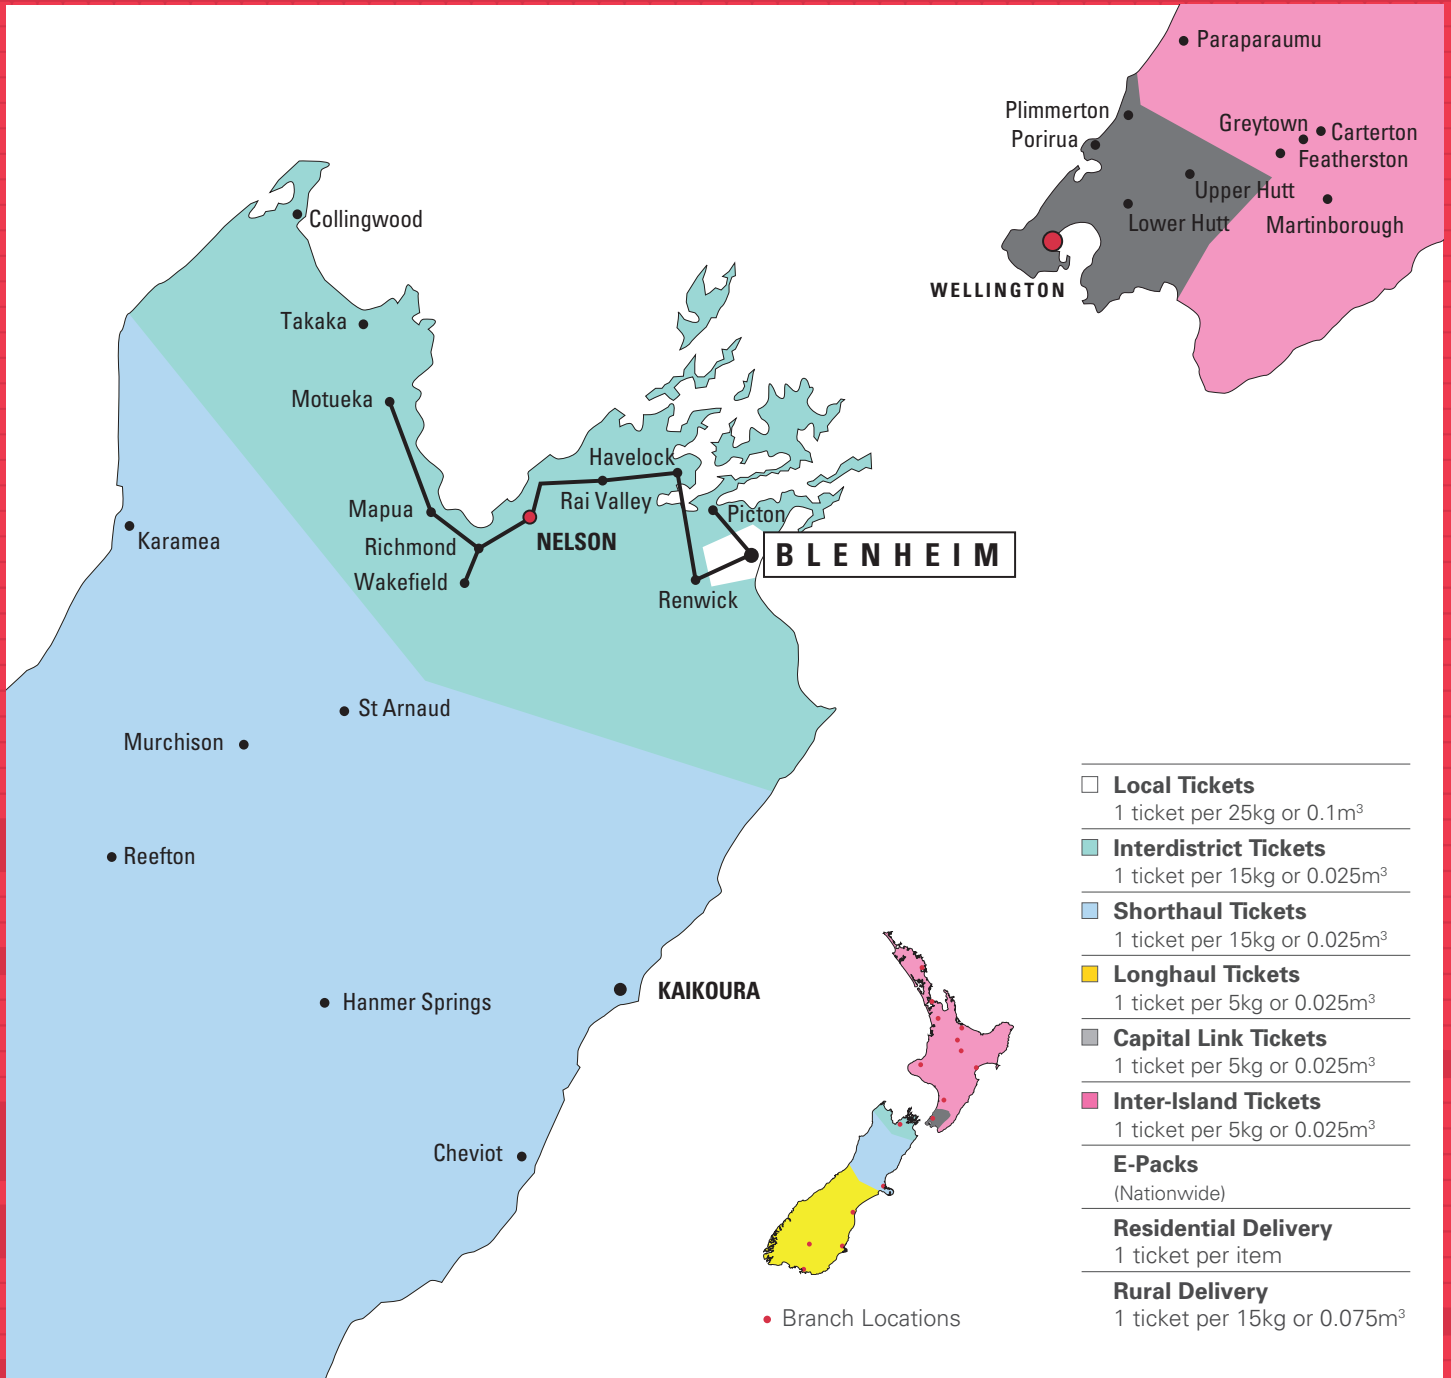 Paraparaumu
Plimmerton
Porirua
Greytown
Carterton
Featherston
Upper Hutt
Lower Hutt
Martinborough
WELLINGTON
Collingwood
Takaka
Motueka
Havelock
Rai Valley
Mapua
Picton
Karamea
Richmond
NELSON
BLENHEIM
Wakefield
Renwick
St Arnaud
Murchison
Reefton
Hanmer Springs
KAIKOURA
Cheviot
Local Tickets
1 ticket per 25kg or 0.1m³
Interdistrict Tickets
1 ticket per 15kg or 0.025m³
Shorthaul Tickets
1 ticket per 15kg or 0.025m³
Longhaul Tickets
1 ticket per 5kg or 0.025m³
Capital Link Tickets
1 ticket per 5kg or 0.025m³
Inter-Island Tickets
1 ticket per 5kg or 0.025m³
E-Packs
(Nationwide)
Residential Delivery
1 ticket per item
Rural Delivery
1 ticket per 15kg or 0.075m³
Branch Locations